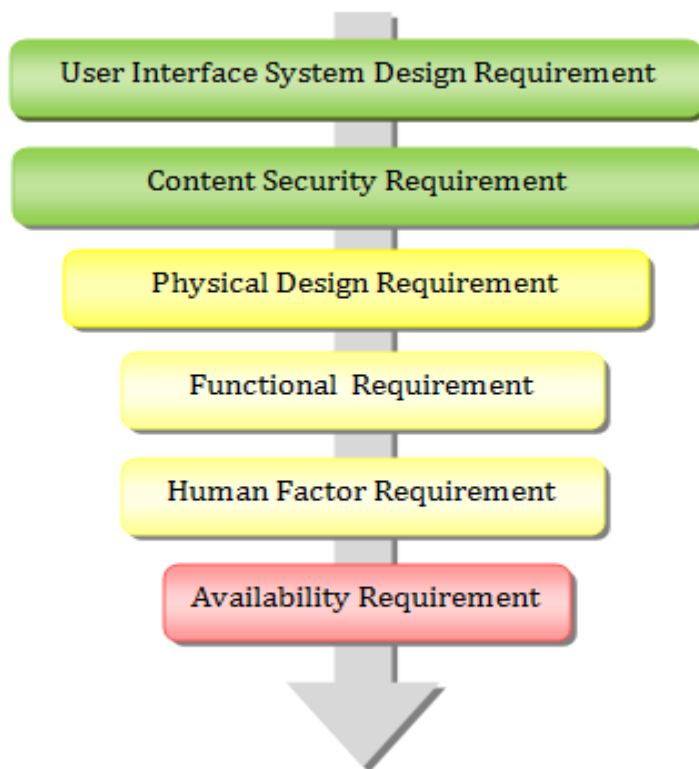 User Interface System Design Requirement
Content Security Requirement
Physical Design Requirement
Functional Requirement
Human Factor Requirement
Availability Requirement